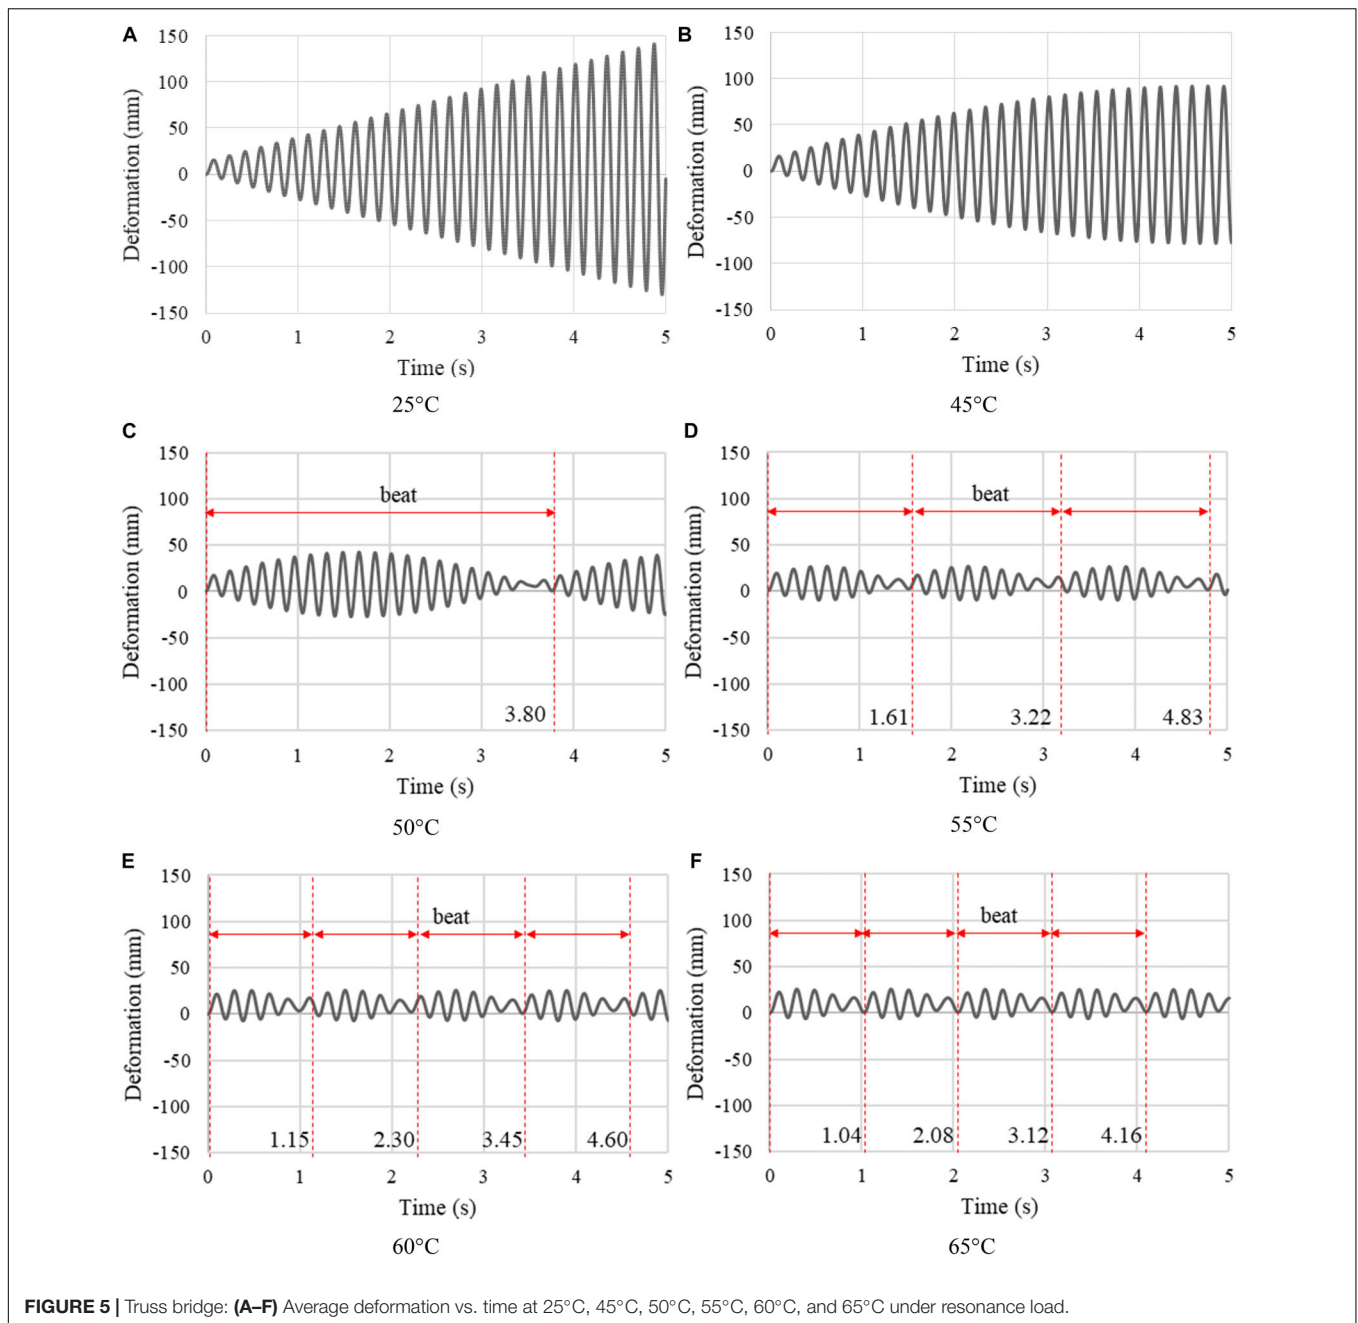 A
150
100
50
0
-50
-100
-150
Deformation (mm)
0 1 2 3 4 5
Time (s)
25°C
B
150
100
50
0
-50
-100
-150
Deformation (mm)
0 1 2 3 4 5
Time (s)
45°C
C
150
100
50
0
-50
-100
-150
Deformation (mm)
beat
3.80
0 1 2 3 4 5
Time (s)
50°C
D
150
100
50
0
-50
-100
-150
Deformation (mm)
beat
1.61 3.22 4.83
0 1 2 3 4 5
Time (s)
55°C
E
150
100
50
0
-50
-100
-150
Deformation (mm)
beat
1.15 2.30 3.45 4.60
0 1 2 3 4 5
Time (s)
60°C
F
150
100
50
0
-50
-100
-150
Deformation (mm)
beat
1.04 2.08 3.12 4.16
0 1 2 3 4 5
Time (s)
65°C
FIGURE 5 | Truss bridge: (A–F) Average deformation vs. time at 25°C, 45°C, 50°C, 55°C, 60°C, and 65°C under resonance load.